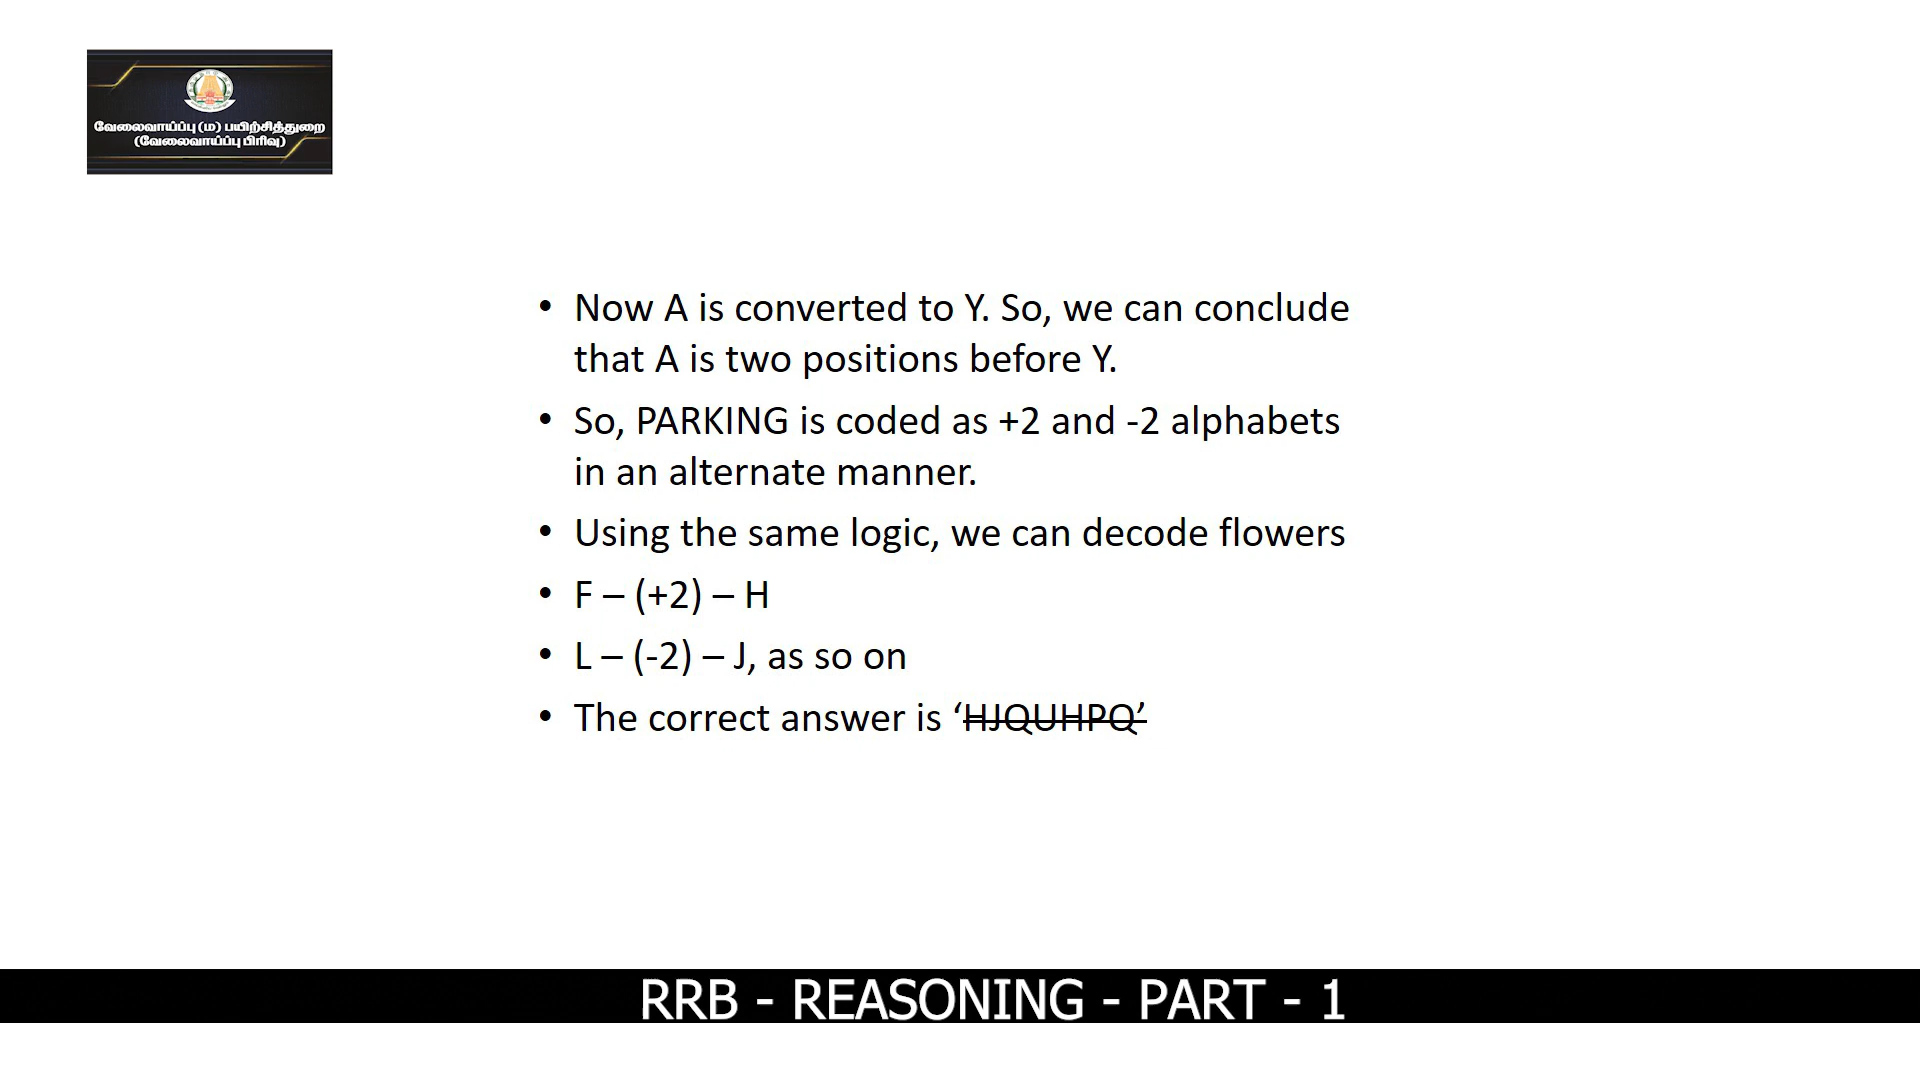 வேலைவாய்ப்பு (ம) பயிற்சித்துறை
(வேலைவாய்ப்பு பிரிவு)
• Now A is converted to Y. So, we can conclude
that A is two positions before Y.
• So, PARKING is coded as +2 and -2 alphabets
in an alternate manner.
• Using the same logic, we can decode flowers
• F – (+2) – H
• L – (-2) – J, as so on
• The correct answer is ‘HJQUHPQ’
RRB - REASONING - PART - 1